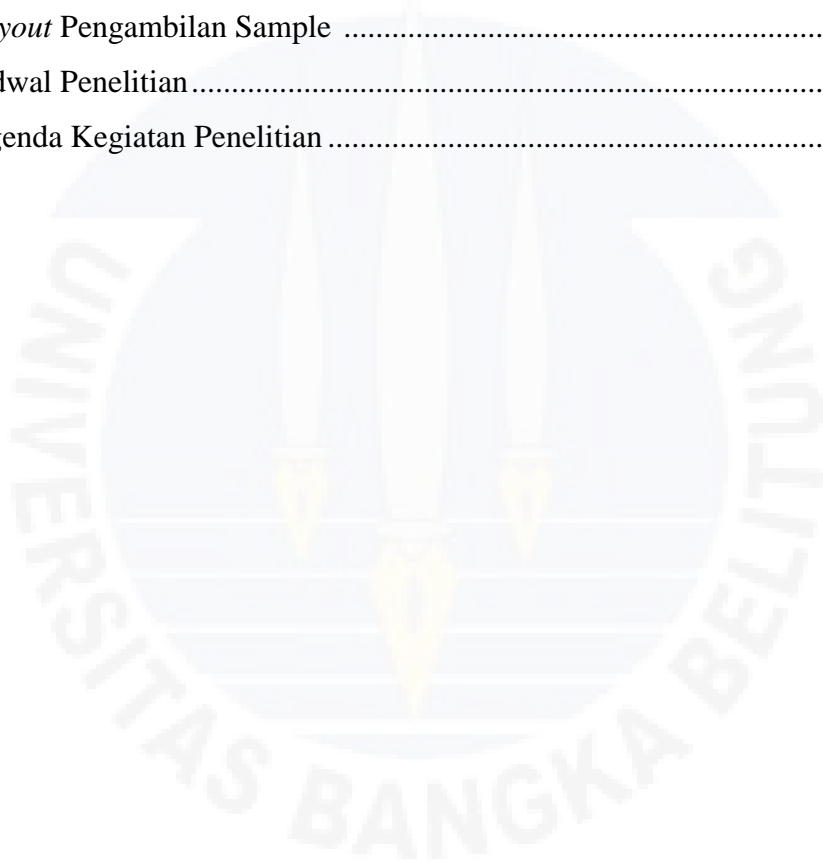 yout Pengambilan Sample ............................................................
dwal Penelitian...............................................................................
genda Kegiatan Penelitian ..............................................................
UNIVERSITAS BANGKA BELITUNG